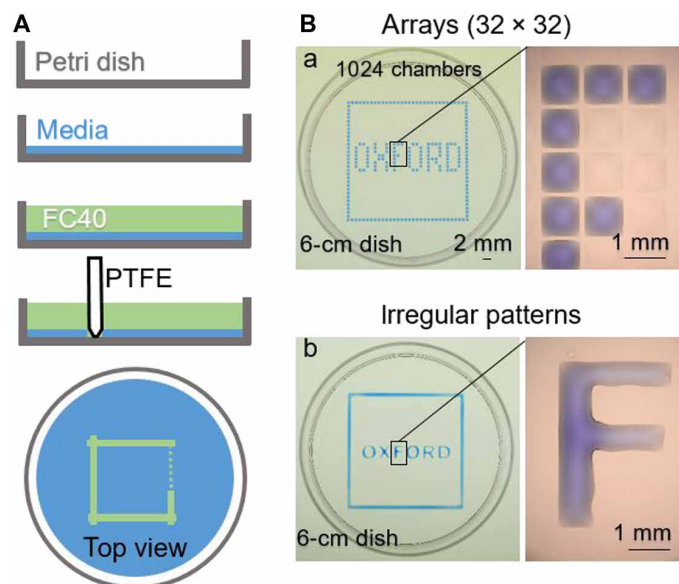 A
Petri dish
Media
FC40
PTFE
Top view
B
Arrays (32 × 32)
a
1024 chambers
OXFORD
6-cm dish
2 mm
1 mm
Irregular patterns
b
OXFORD
6-cm dish
F
1 mm